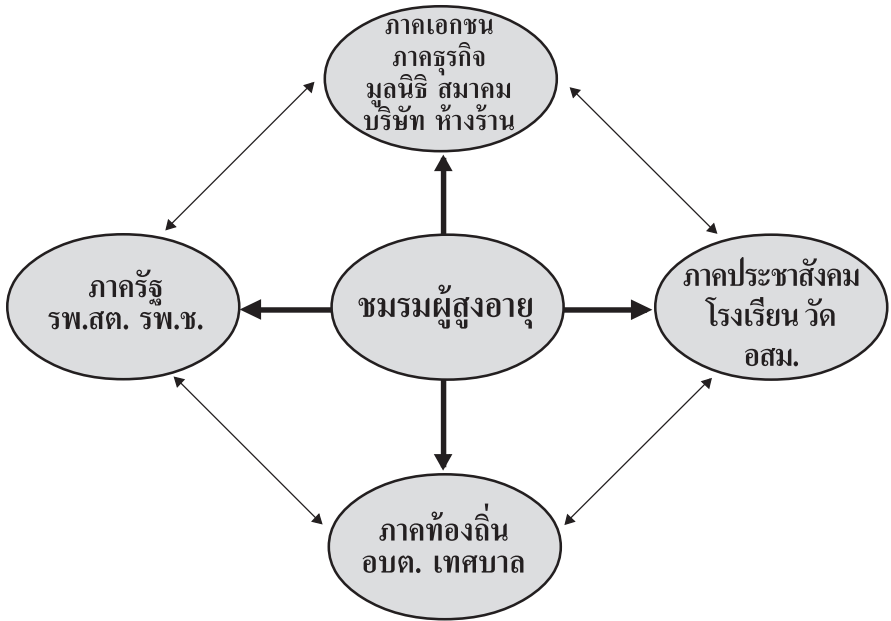 ภาคเอกชน
ภาคธุรกิจ
มูลนิธิ สมาคม
บริษัท ห้างร้าน
ภาครัฐ
รพ.สต. รพ.ช.
ชมรมผู้สูงอายุ
ภาคประชาสังคม
โรงเรียน วัด
อสม.
ภาคท้องถิ่น
อบต. เทศบาล